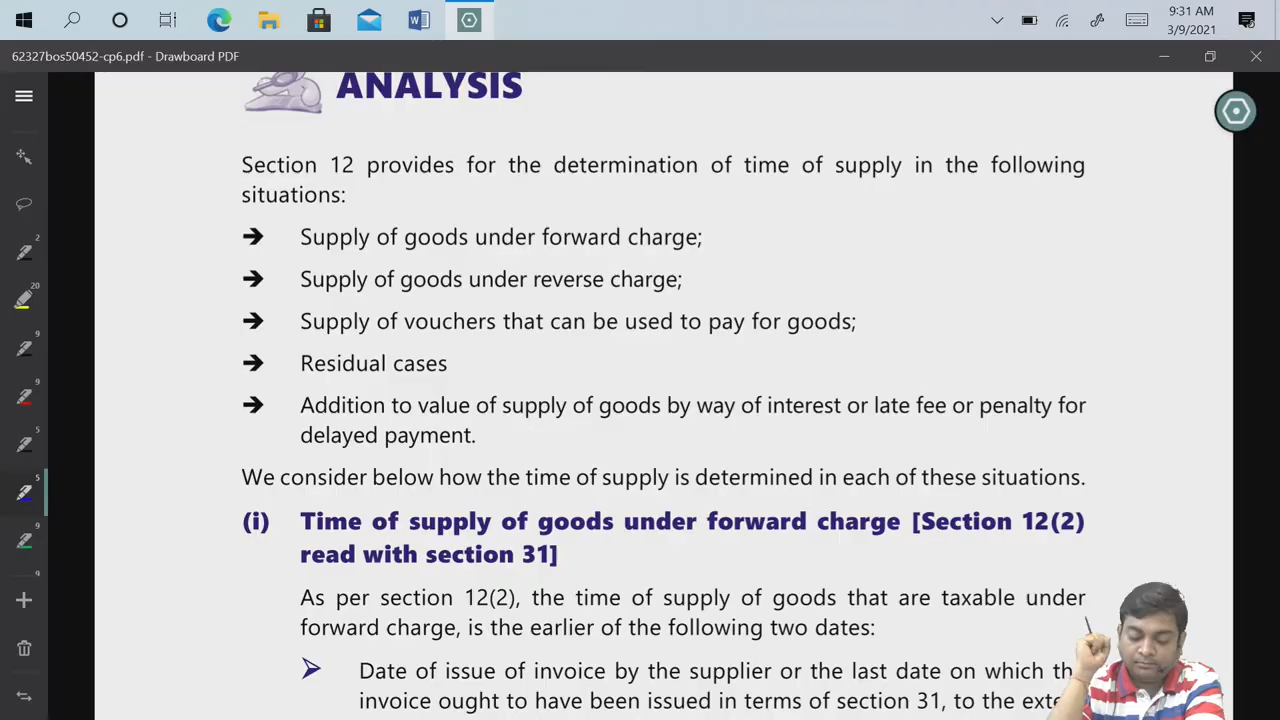 9:31 AM
3/9/2021
62327bos50452-cp6.pdf - Drawboard PDF
ANALYSIS
Section 12 provides for the determination of time of supply in the following
situations:
➔ Supply of goods under forward charge;
➔ Supply of goods under reverse charge;
➔ Supply of vouchers that can be used to pay for goods;
➔ Residual cases
➔ Addition to value of supply of goods by way of interest or late fee or penalty for
delayed payment.
We consider below how the time of supply is determined in each of these situations.
(i) Time of supply of goods under forward charge [Section 12(2)
read with section 31]
As per section 12(2), the time of supply of goods that are taxable under
forward charge, is the earlier of the following two dates:
➢ Date of issue of invoice by the supplier or the last date on which th
invoice ought to have been issued in terms of section 31, to the exte
2
20
9
9
5
5
9
9